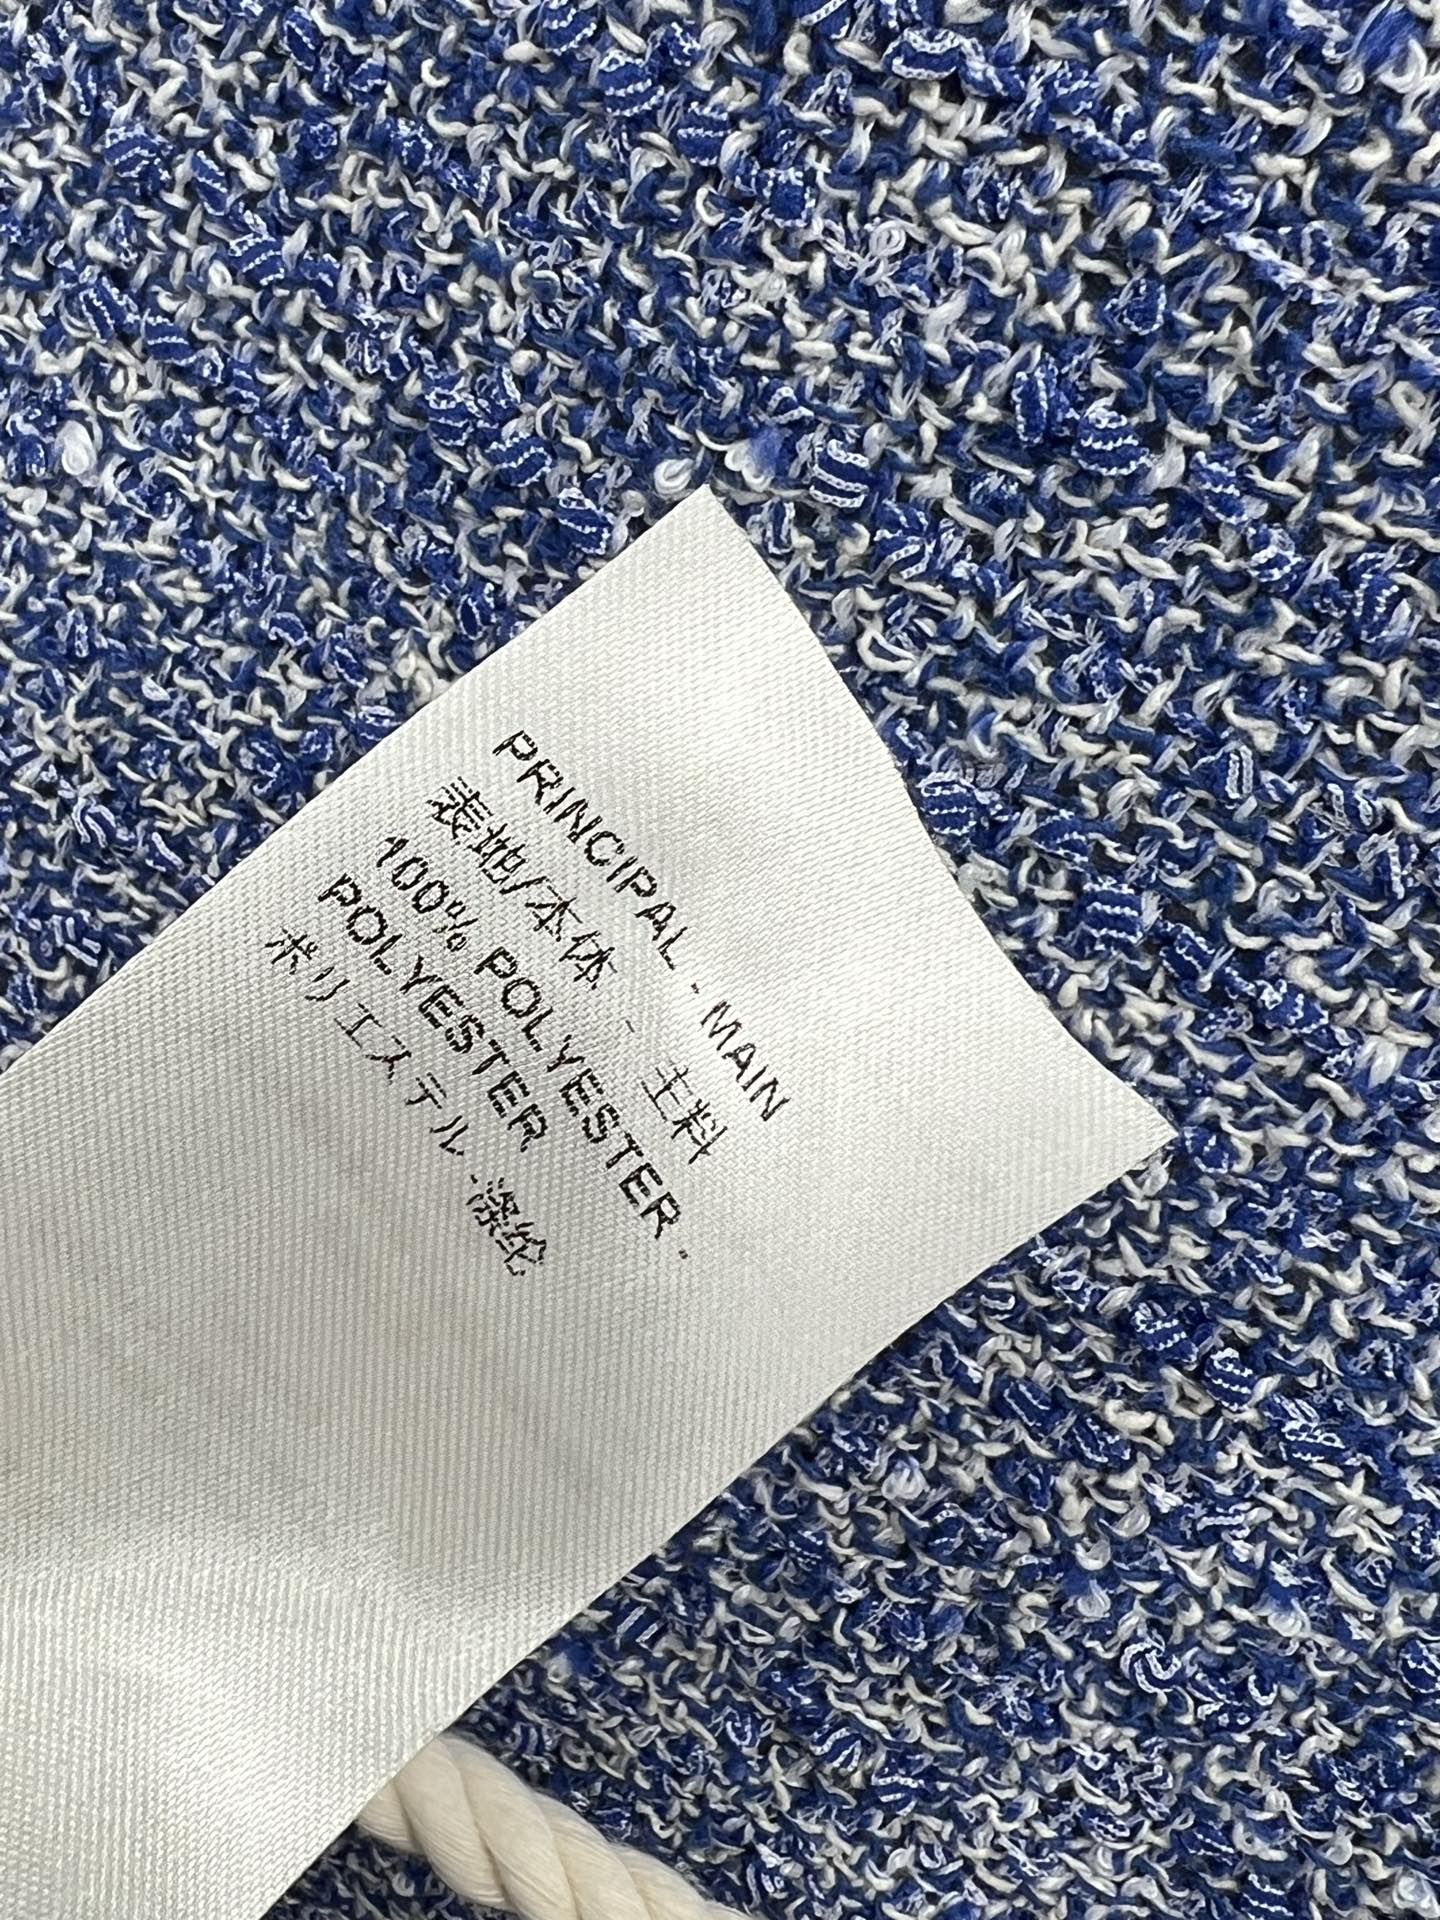 PRINCIPAL - MAIN
表地/本体 - 主料
100% POLYESTER -
POLYESTER
ポリエステル - 涤纶